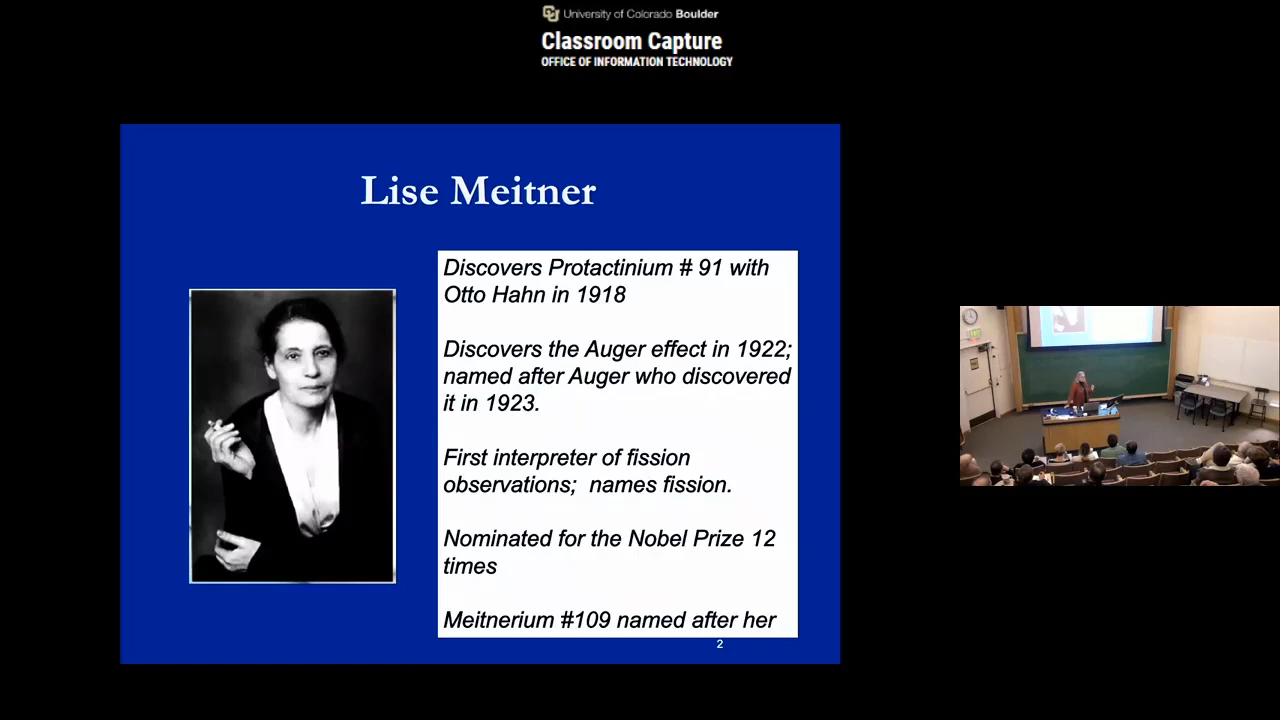 University of Colorado Boulder
Classroom Capture
OFFICE OF INFORMATION TECHNOLOGY
Lise Meitner
Discovers Protactinium # 91 with
Otto Hahn in 1918
Discovers the Auger effect in 1922;
named after Auger who discovered
it in 1923.
First interpreter of fission
observations;  names fission.
Nominated for the Nobel Prize 12
times
Meitnerium #109 named after her
2